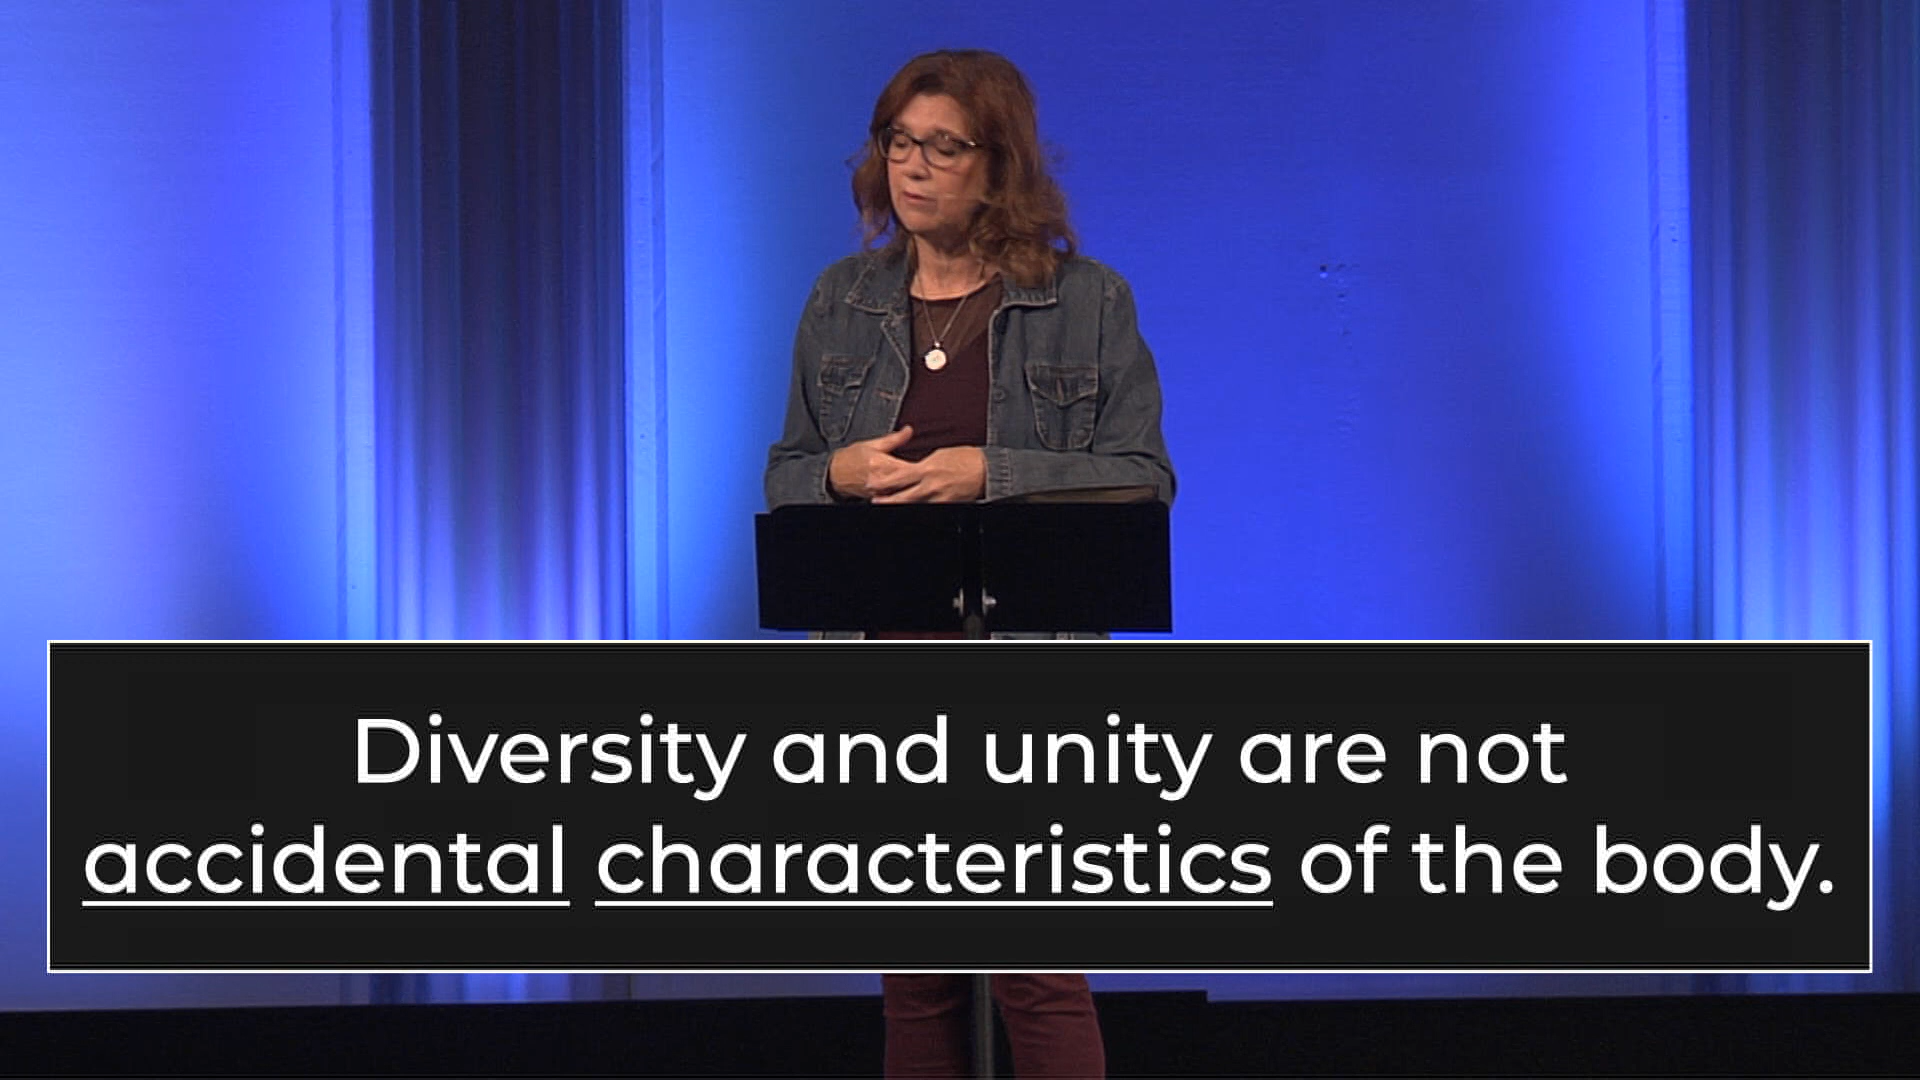 Diversity and unity are not
accidental characteristics of the body.